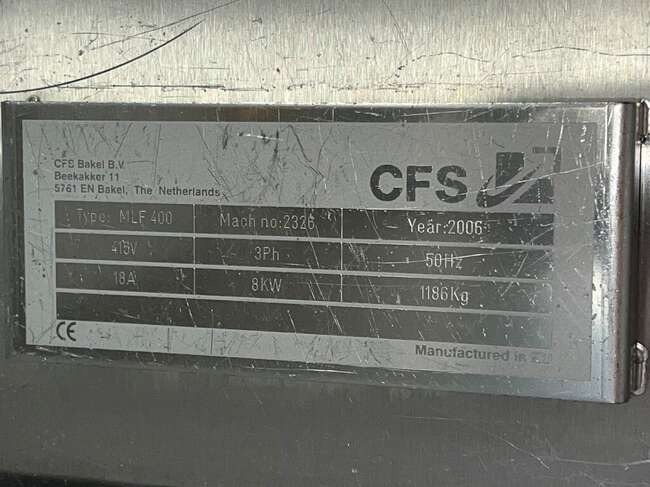 CFS Bakel B.V.
Beekakker 11
5761 EN Bakel, The Netherlands
CFS
Type: MLF 400 Mach no:2326 Year:2006
415V 3Ph 50Hz
18A 8KW 1186Kg
CE
Manufactured in